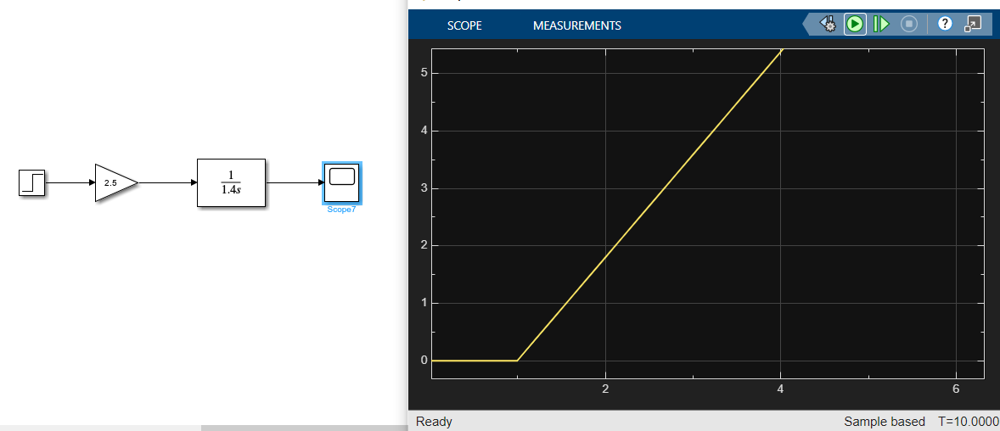 SCOPE MEASUREMENTS ?
5
4
3
2
1
0
2 4 6
Ready Sample based T=10.0000
2.5
1
1.4s
Scope7